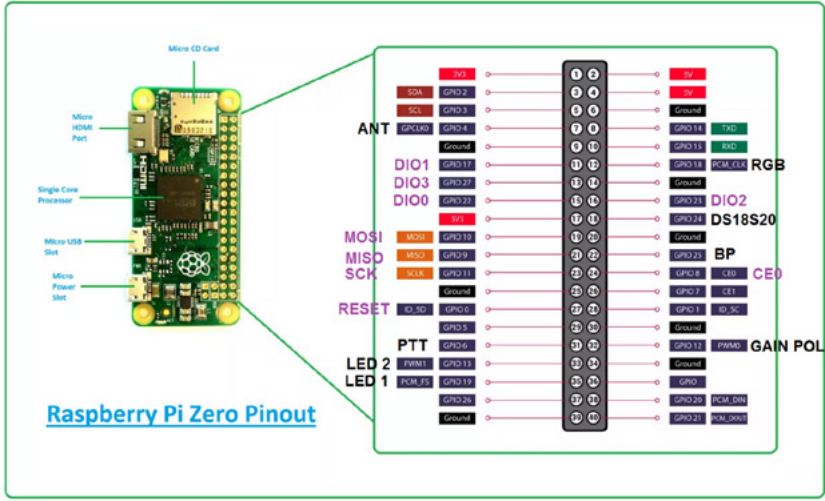 Micro CD Card
Micro
HDMI
Port
Single Core
Processor
Micro USB
Slot
Micro
Power
Slot
HDMI
USB
Raspberry Pi Zero Pinout
3V3 1 2 5V
SDA GPIO 2 3 4 5V
SCL GPIO 3 5 6 Ground
ANT GPCLK0 GPIO 4 7 8 GPIO 14 TXD
Ground 9 10 GPIO 15 RXD
DIO1 GPIO 17 11 12 GPIO 18 PCM_CLK RGB
DIO3 GPIO 27 13 14 Ground
DIO0 GPIO 22 15 16 GPIO 23 DIO2
3V3 17 18 GPIO 24 DS18S20
MOSI MOSI GPIO 10 19 20 Ground
MISO MISO GPIO 9 21 22 GPIO 25 BP
SCK SCLK GPIO 11 23 24 GPIO 8 CE0 CE0
Ground 25 26 GPIO 7 CE1
RESET ID_SD GPIO 0 27 28 GPIO 1 ID_SC
GPIO 5 29 30 Ground
PTT GPIO 6 31 32 GPIO 12 PWM0 GAIN POL
LED 2 PWM1 GPIO 13 33 34 Ground
LED 1 PCM_FS GPIO 19 35 36 GPIO
GPIO 26 37 38 GPIO 20 PCM_DIN
Ground 39 40 GPIO 21 PCM_DOUT